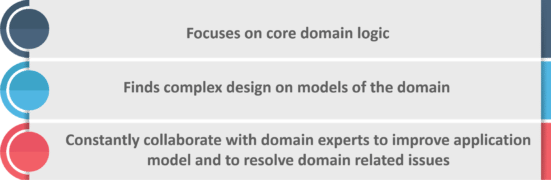 Focuses on core domain logic
Finds complex design on models of the domain
Constantly collaborate with domain experts to improve application
model and to resolve domain related issues